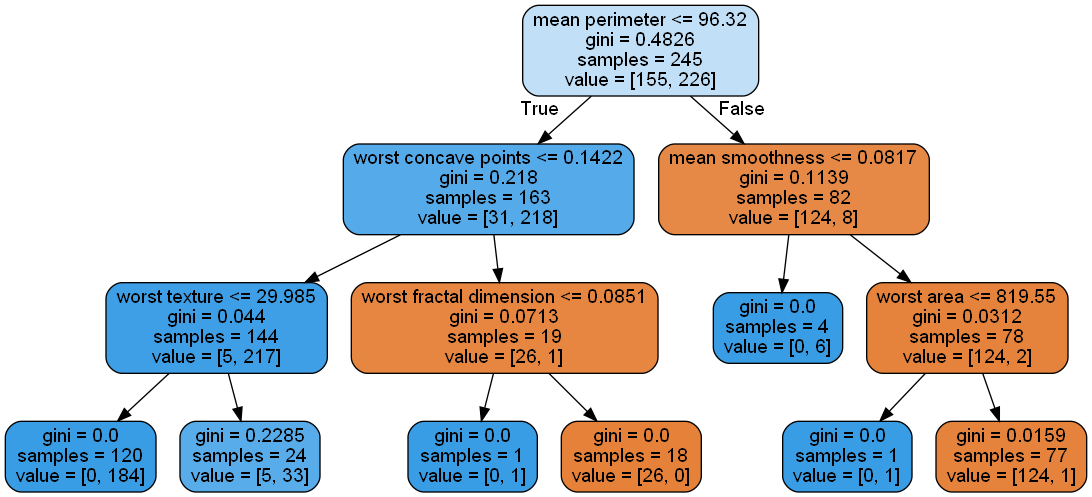 mean perimeter <= 96.32
gini = 0.4826
samples = 245
value = [155, 226]
True
False
worst concave points <= 0.1422
gini = 0.218
samples = 163
value = [31, 218]
mean smoothness <= 0.0817
gini = 0.1139
samples = 82
value = [124, 8]
worst texture <= 29.985
gini = 0.044
samples = 144
value = [5, 217]
worst fractal dimension <= 0.0851
gini = 0.0713
samples = 19
value = [26, 1]
gini = 0.0
samples = 4
value = [0, 6]
worst area <= 819.55
gini = 0.0312
samples = 78
value = [124, 2]
gini = 0.0
samples = 120
value = [0, 184]
gini = 0.2285
samples = 24
value = [5, 33]
gini = 0.0
samples = 1
value = [0, 1]
gini = 0.0
samples = 18
value = [26, 0]
gini = 0.0
samples = 1
value = [0, 1]
gini = 0.0159
samples = 77
value = [124, 1]